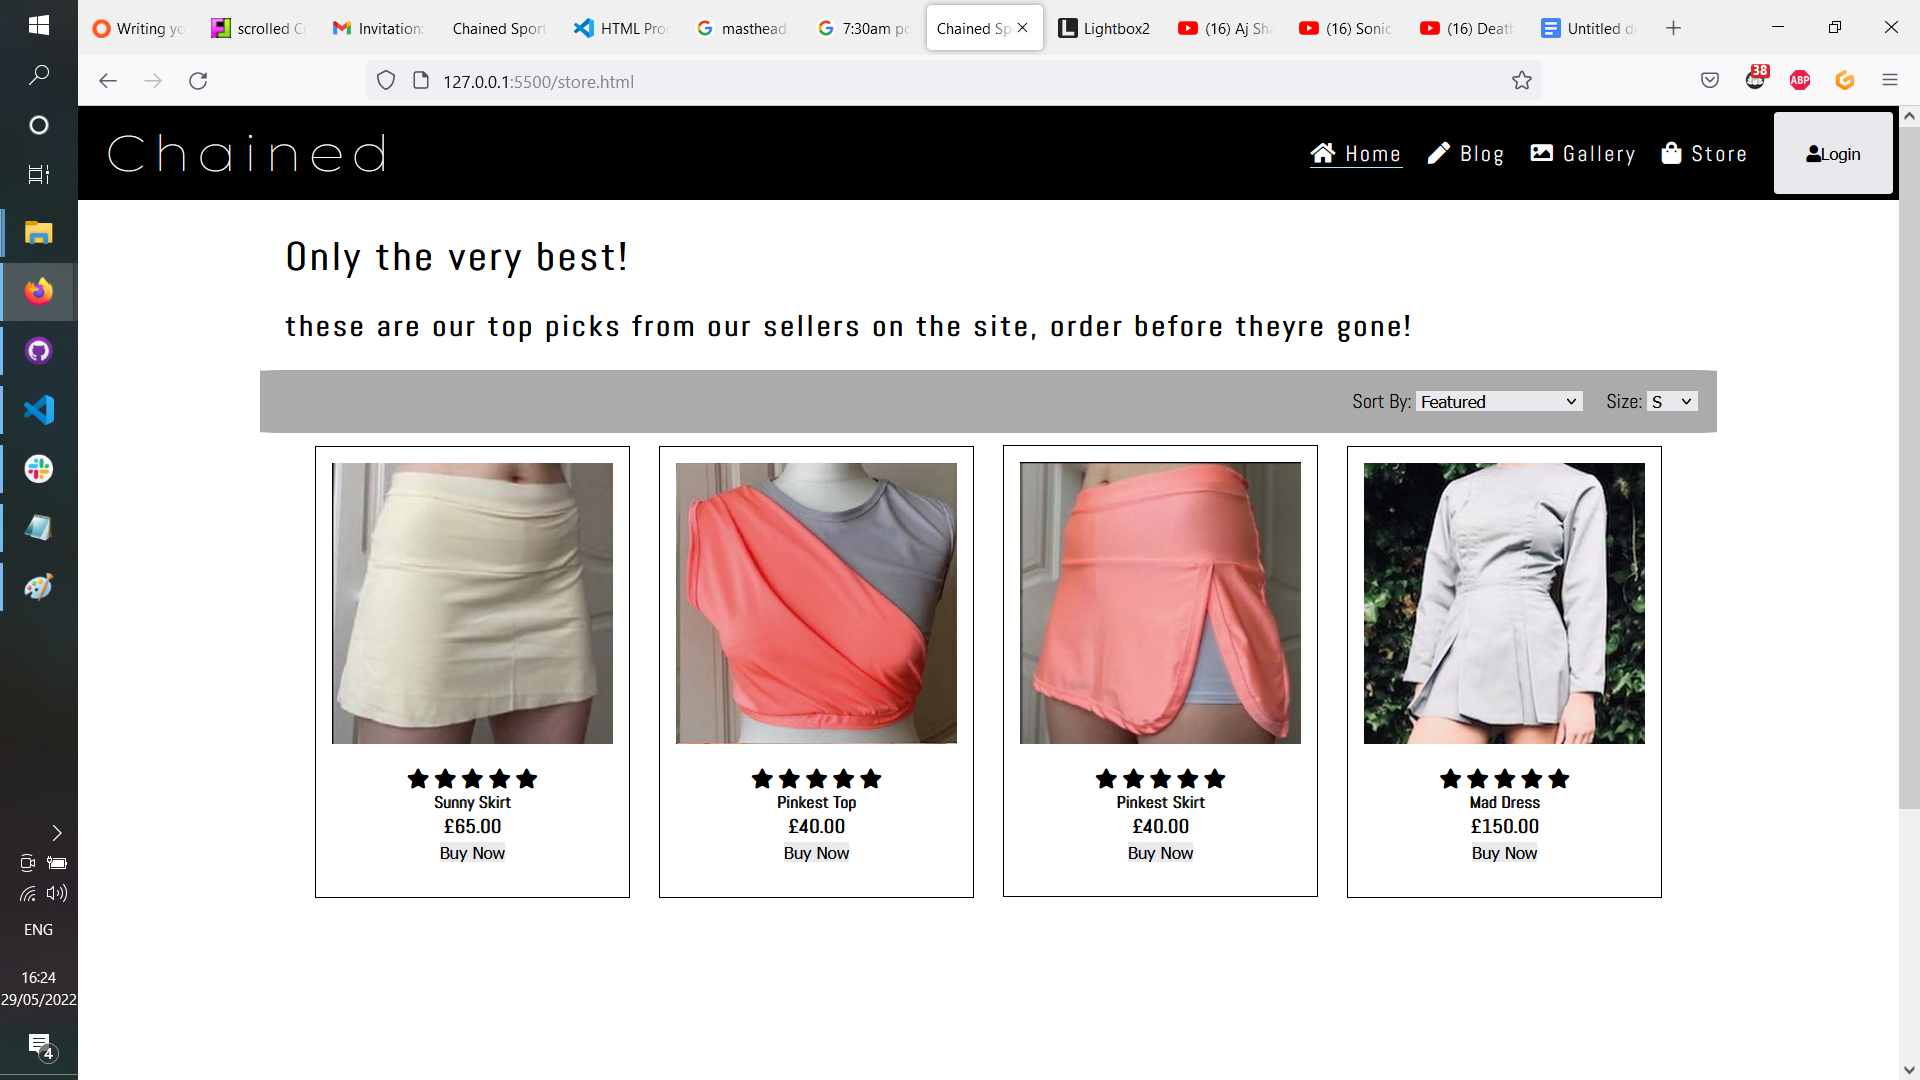 Writing yo
scrolled C
Invitation:
Chained Sport
HTML Pro
masthead
7:30am po
Chained Sp
Lightbox2
(16) Aj Sha
(16) Sonic
(16) Death
Untitled d
127.0.0.1:5500/store.html
38
ABP
Chained
Home
Blog
Gallery
Store
Login
Only the very best!
these are our top picks from our sellers on the site, order before theyre gone!
Sort By: Featured Size: S
Sunny Skirt
£65.00
Buy Now
Pinkest Top
£40.00
Buy Now
Pinkest Skirt
£40.00
Buy Now
Mad Dress
£150.00
Buy Now
ENG
16:24
29/05/2022
4